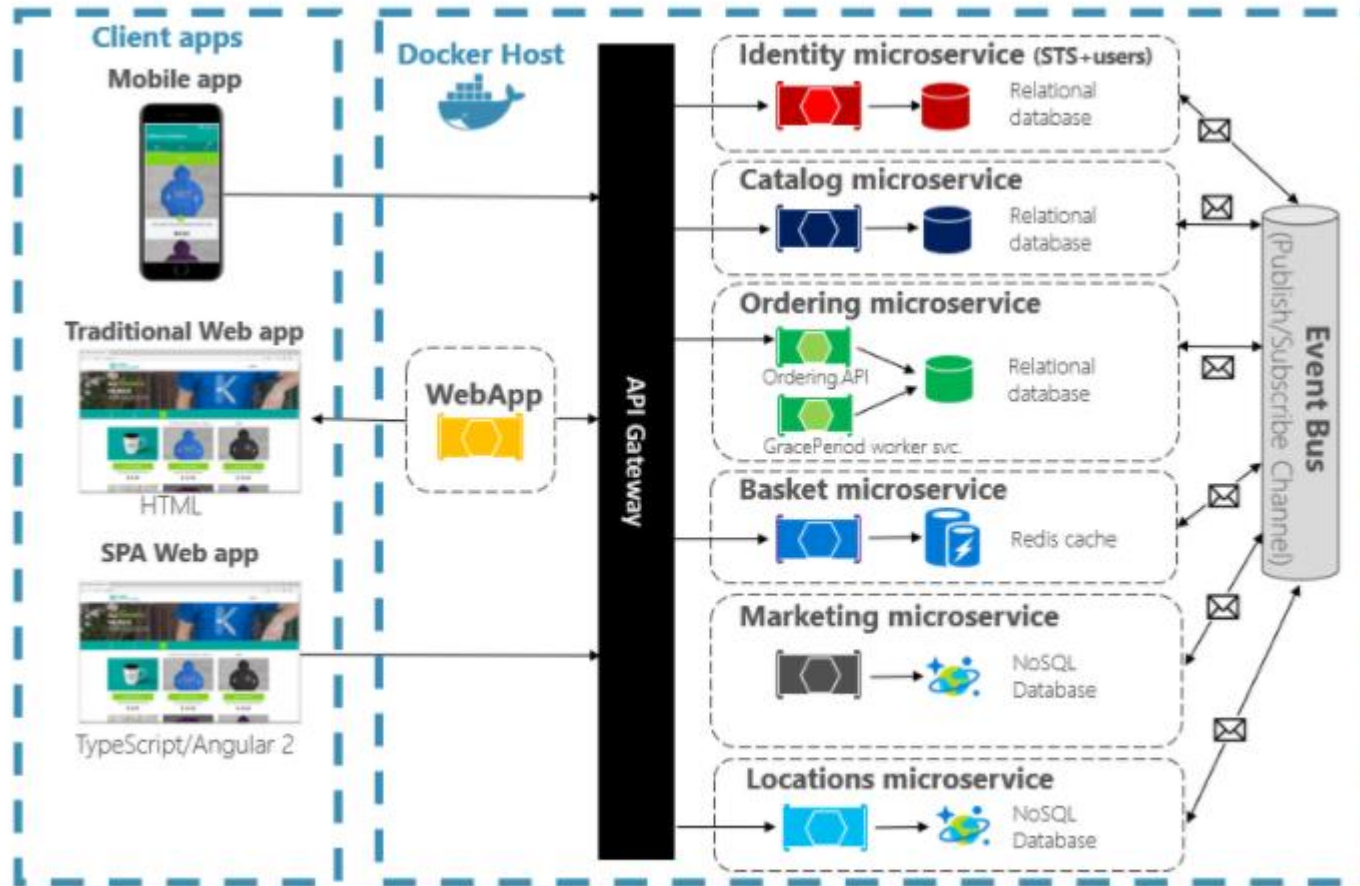 Client apps
Mobile app
Traditional Web app
HTML
SPA Web app
TypeScript/Angular 2
Docker Host
WebApp
API Gateway
Identity microservice (STS+users)
Relational
database
Catalog microservice
Relational
database
Ordering microservice
Ordering API
Relational
database
GracePeriod worker svc.
Basket microservice
Redis cache
Marketing microservice
NoSQL
Database
Locations microservice
NoSQL
Database
Event Bus
(Publish/Subscribe Channel)